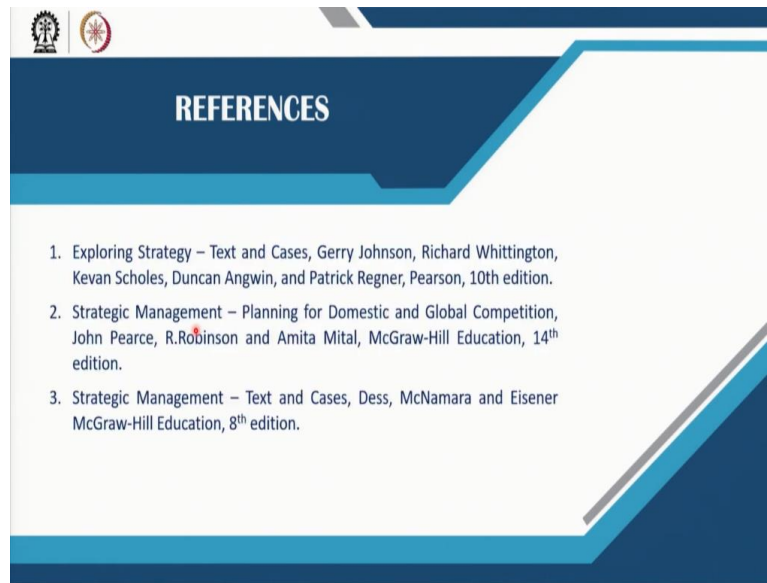 REFERENCES
1. Exploring Strategy – Text and Cases, Gerry Johnson, Richard Whittington,
Kevan Scholes, Duncan Angwin, and Patrick Regner, Pearson, 10th edition.
2. Strategic Management – Planning for Domestic and Global Competition,
John Pearce, R.Robinson and Amita Mital, McGraw-Hill Education, 14th
edition.
3. Strategic Management – Text and Cases, Dess, McNamara and Eisener
McGraw-Hill Education, 8th edition.